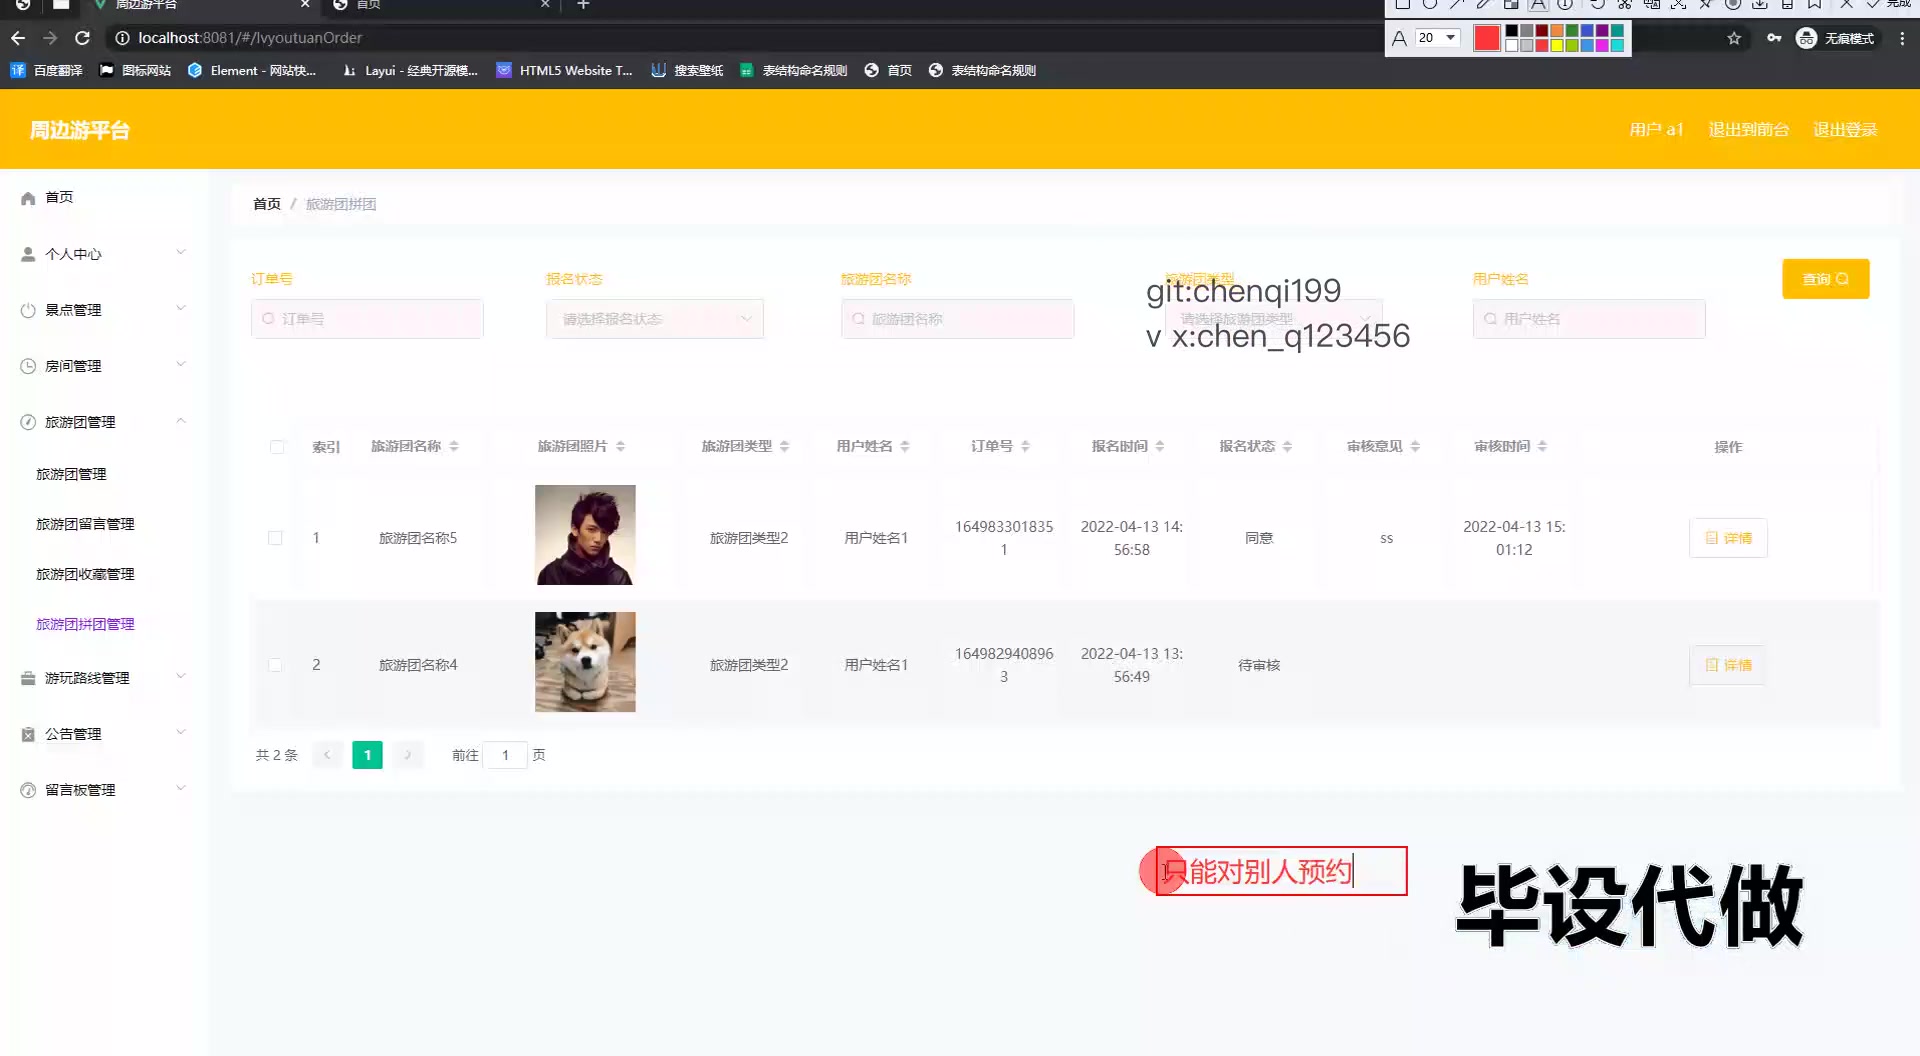 周边游平台
首页
完成
localhost:8081/#/lvyoutuanOrder
A 20
无痕模式
译 百度翻译
图标网站
Element - 网站快...
Layui - 经典开源模...
HTML5 Website T...
搜索壁纸
表结构命名规则
首页
表结构命名规则
周边游平台
用户 a1
退出到前台
退出登录
首页
个人中心
景点管理
房间管理
旅游团管理
旅游团管理
旅游团留言管理
旅游团收藏管理
旅游团拼团管理
游玩路线管理
公告管理
留言板管理
首页 / 旅游团拼团
订单号
报名状态
旅游团名称
旅游团类型
用户姓名
订单号
请选择报名状态
旅游团名称
请选择旅游团类型
用户姓名
查询
git:chenqi199
v x:chen_q123456
索引 旅游团名称 旅游团照片 旅游团类型 用户姓名 订单号 报名时间 报名状态 审核意见 审核时间 操作
1 旅游团名称5 旅游团类型2 用户姓名1 164983301835 2022-04-13 14: 同意 ss 2022-04-13 15: 详情
1 56:58 01:12
2 旅游团名称4 旅游团类型2 用户姓名1 164982940896 2022-04-13 13: 待审核 详情
3 56:49
共 2 条 1 前往 1 页
只能对别人预约
毕设代做